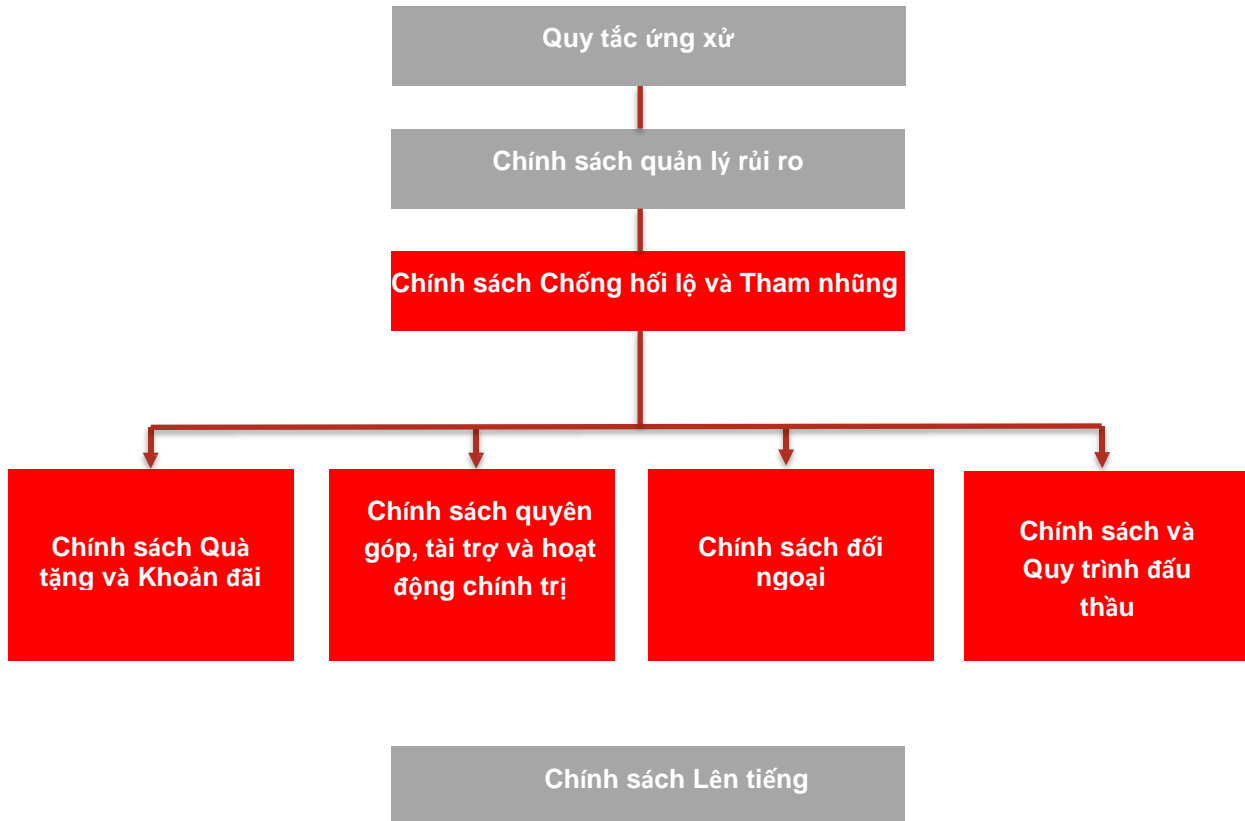 Quy tắc ứng xử
Chính sách quản lý rủi ro
Chính sách Chống hối lộ và Tham nhũng
Chính sách Quà
tặng và Khoản đãi
Chính sách quyên
góp, tài trợ và hoạt
động chính trị
Chính sách đối
ngoại
Chính sách và
Quy trình đấu
thầu
Chính sách Lên tiếng